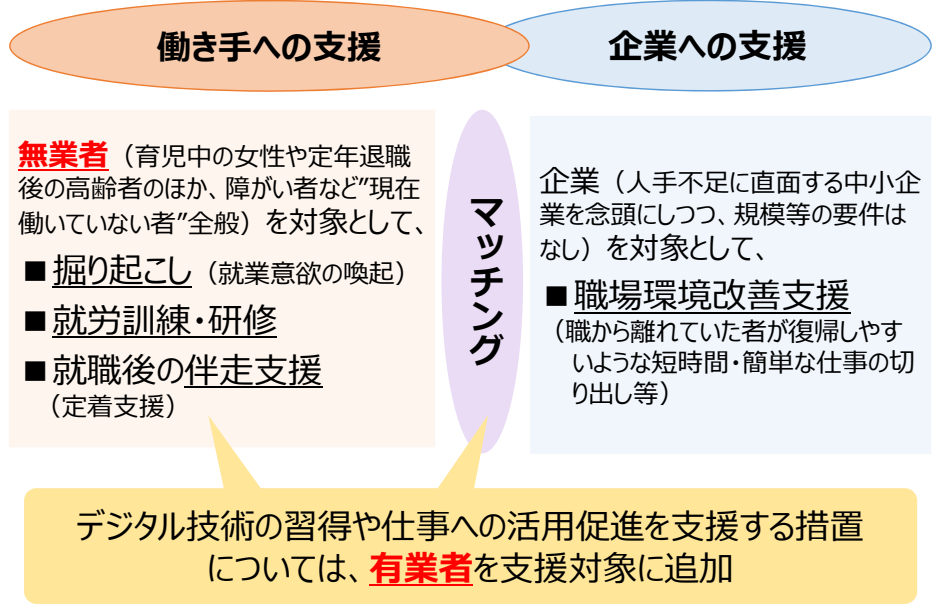 働き手への支援
企業への支援
無業者（育児中の女性や定年退職
後の高齢者のほか、障がい者など”現在
働いていない者”全般）を対象として、
■掘り起こし（就業意欲の喚起）
■就労訓練・研修
■就職後の伴走支援
（定着支援）
マッチング
企業（人手不足に直面する中小企
業を念頭にしつつ、規模等の要件は
なし）を対象として、
■職場環境改善支援
（職から離れていた者が復帰しやす
いような短時間・簡単な仕事の切
り出し等）
デジタル技術の習得や仕事への活用促進を支援する措置
については、有業者を支援対象に追加